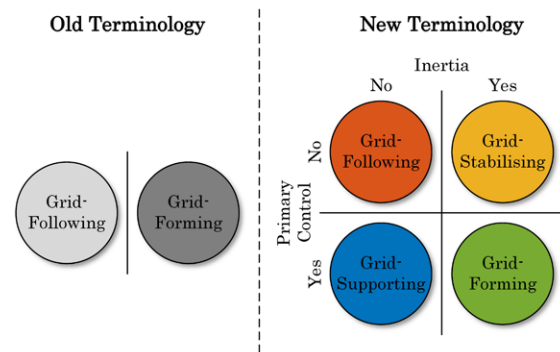 Old Terminology
Grid-
Following
Grid-
Forming
New Terminology
Inertia
No
Yes
Primary
Control
No
Yes
Grid-
Following
Grid-
Stabilising
Grid-
Supporting
Grid-
Forming